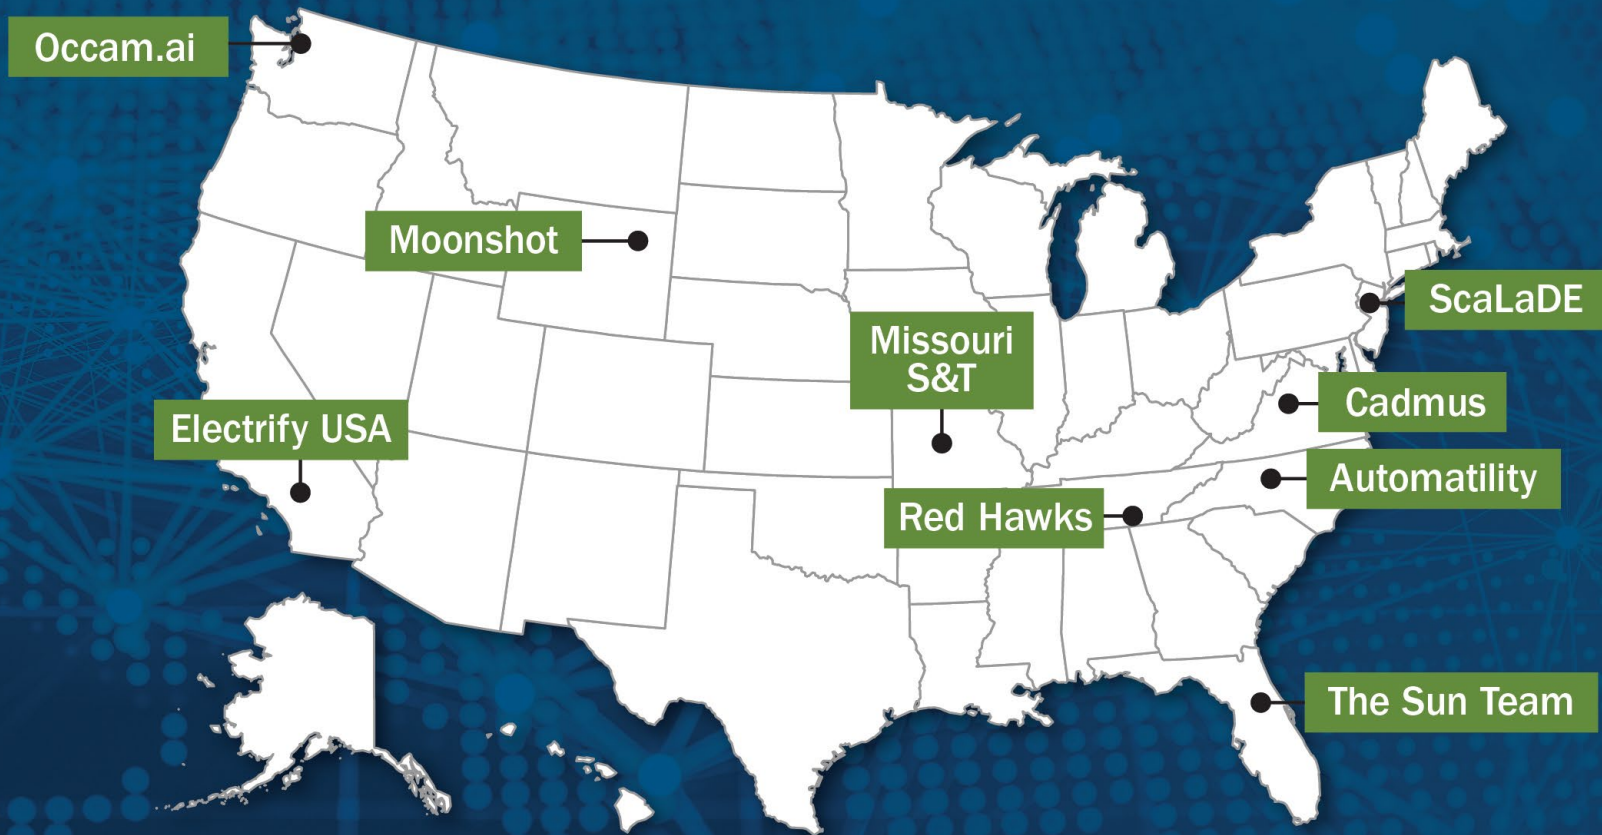 Occam.ai
Moonshot
ScaLaDE
Missouri
S&T
Cadmus
Electrify USA
Automatility
Red Hawks
The Sun Team